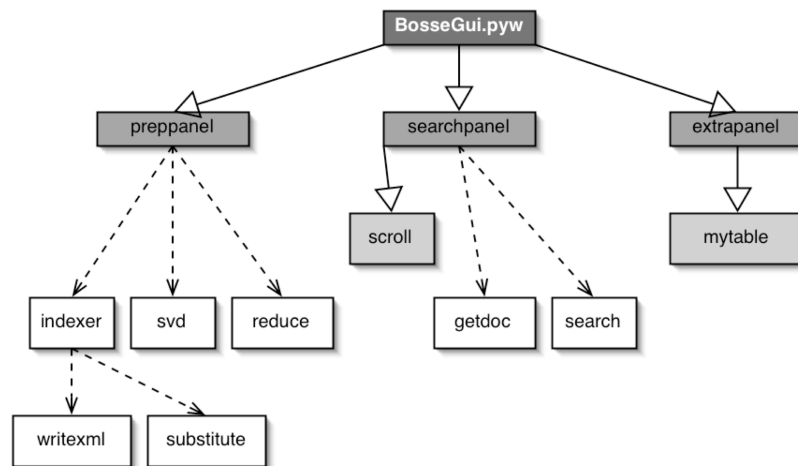 BosseGui.pyw
preppanel
searchpanel
extrapanel
scroll
mytable
indexer
svd
reduce
getdoc
search
writexml
substitute